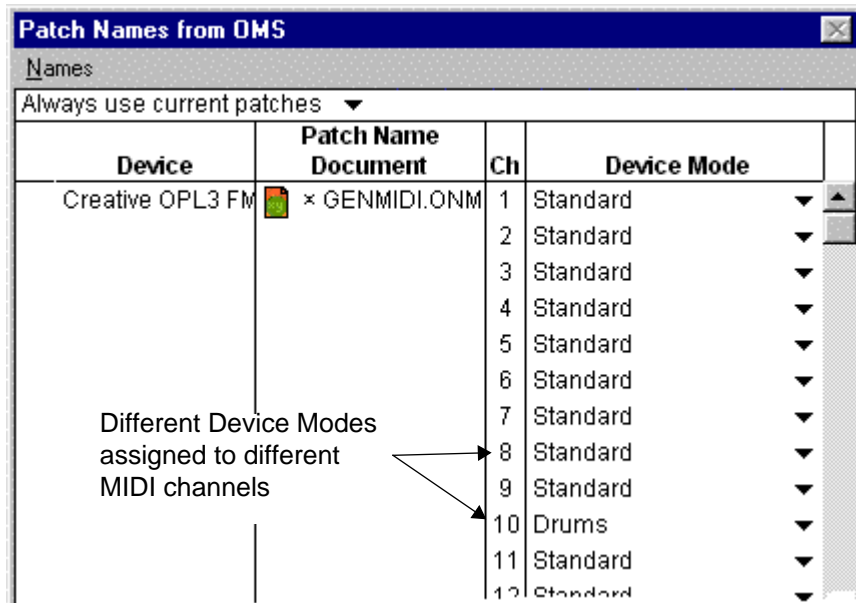 Patch Names from OMS
Names
Always use current patches
Device Patch Name Document Ch Device Mode
Creative OPL3 FM × GENMIDI.ONM 1 Standard
2 Standard
3 Standard
4 Standard
5 Standard
6 Standard
7 Standard
Different Device Modes
assigned to different
MIDI channels
8 Standard
9 Standard
10 Drums
11 Standard
12 Standard